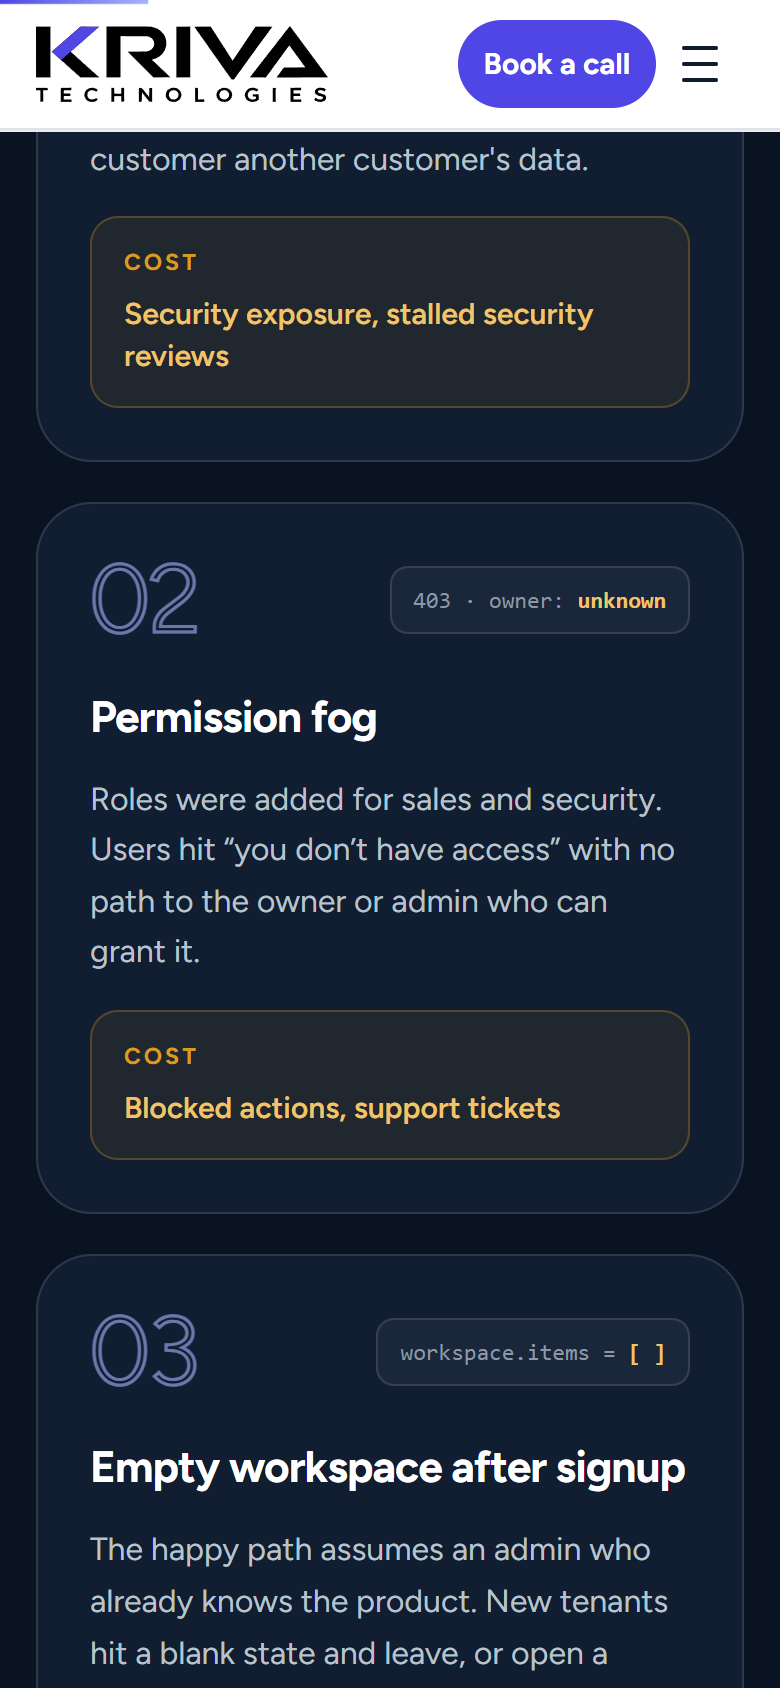 KRIVA
TECHNOLOGIES
Book a call
customer another customer's data.
COST
Security exposure, stalled security
reviews
02
403 · owner: unknown
Permission fog
Roles were added for sales and security.
Users hit “you don’t have access” with no
path to the owner or admin who can
grant it.
COST
Blocked actions, support tickets
03
workspace.items = [ ]
Empty workspace after signup
The happy path assumes an admin who
already knows the product. New tenants
hit a blank state and leave, or open a